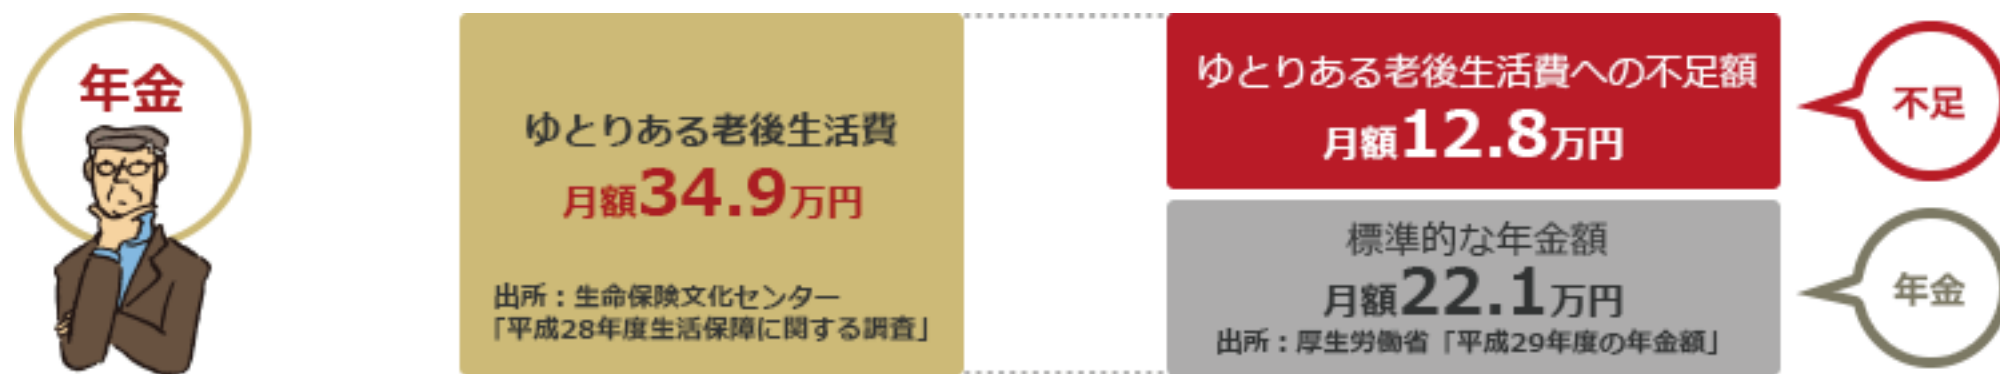 年金
ゆとりある老後生活費
月額34.9万円
出所：生命保険文化センター
「平成28年度生活保障に関する調査」
ゆとりある老後生活費への不足額
月額12.8万円
不足
標準的な年金額
月額22.1万円
出所：厚生労働省「平成29年度の年金額」
年金